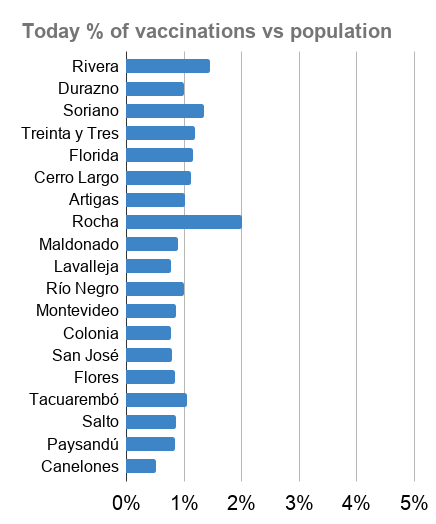 Today % of vaccinations vs population
Rivera
Durazno
Soriano
Treinta y Tres
Florida
Cerro Largo
Artigas
Rocha
Maldonado
Lavalleja
Río Negro
Montevideo
Colonia
San José
Flores
Tacuarembó
Salto
Paysandú
Canelones
0% 1% 2% 3% 4% 5%